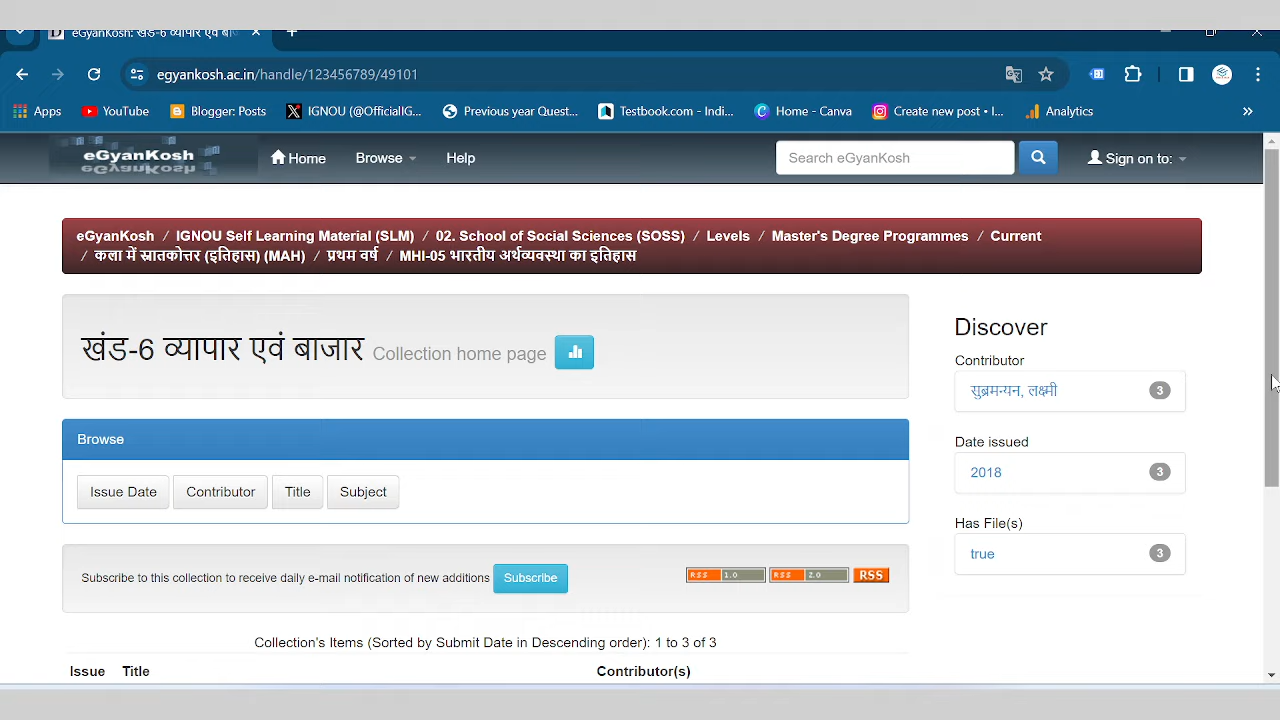 eGyanKosh: खंड-6 व्यापार एवं बा
egyankosh.ac.in/handle/123456789/49101
Apps YouTube Blogger: Posts IGNOU (@OfficialIG... Previous year Quest... Testbook.com - Indi... Home - Canva Create new post • I... Analytics »
eGyanKosh Home Browse Help Search eGyanKosh Sign on to:
eGyanKosh / IGNOU Self Learning Material (SLM) / 02. School of Social Sciences (SOSS) / Levels / Master's Degree Programmes / Current
/ कला में स्नातकोत्तर (इतिहास) (MAH) / प्रथम वर्ष / MHI-05 भारतीय अर्थव्यवस्था का इतिहास
खंड-6 व्यापार एवं बाजार Collection home page
Browse
Issue Date Contributor Title Subject
Subscribe to this collection to receive daily e-mail notification of new additions Subscribe RSS 1.0 RSS 2.0 RSS
Collection's Items (Sorted by Submit Date in Descending order): 1 to 3 of 3
Issue Title Contributor(s)
Discover
Contributor
सुब्रमन्यन, लक्ष्मी 3
Date issued
2018 3
Has File(s)
true 3